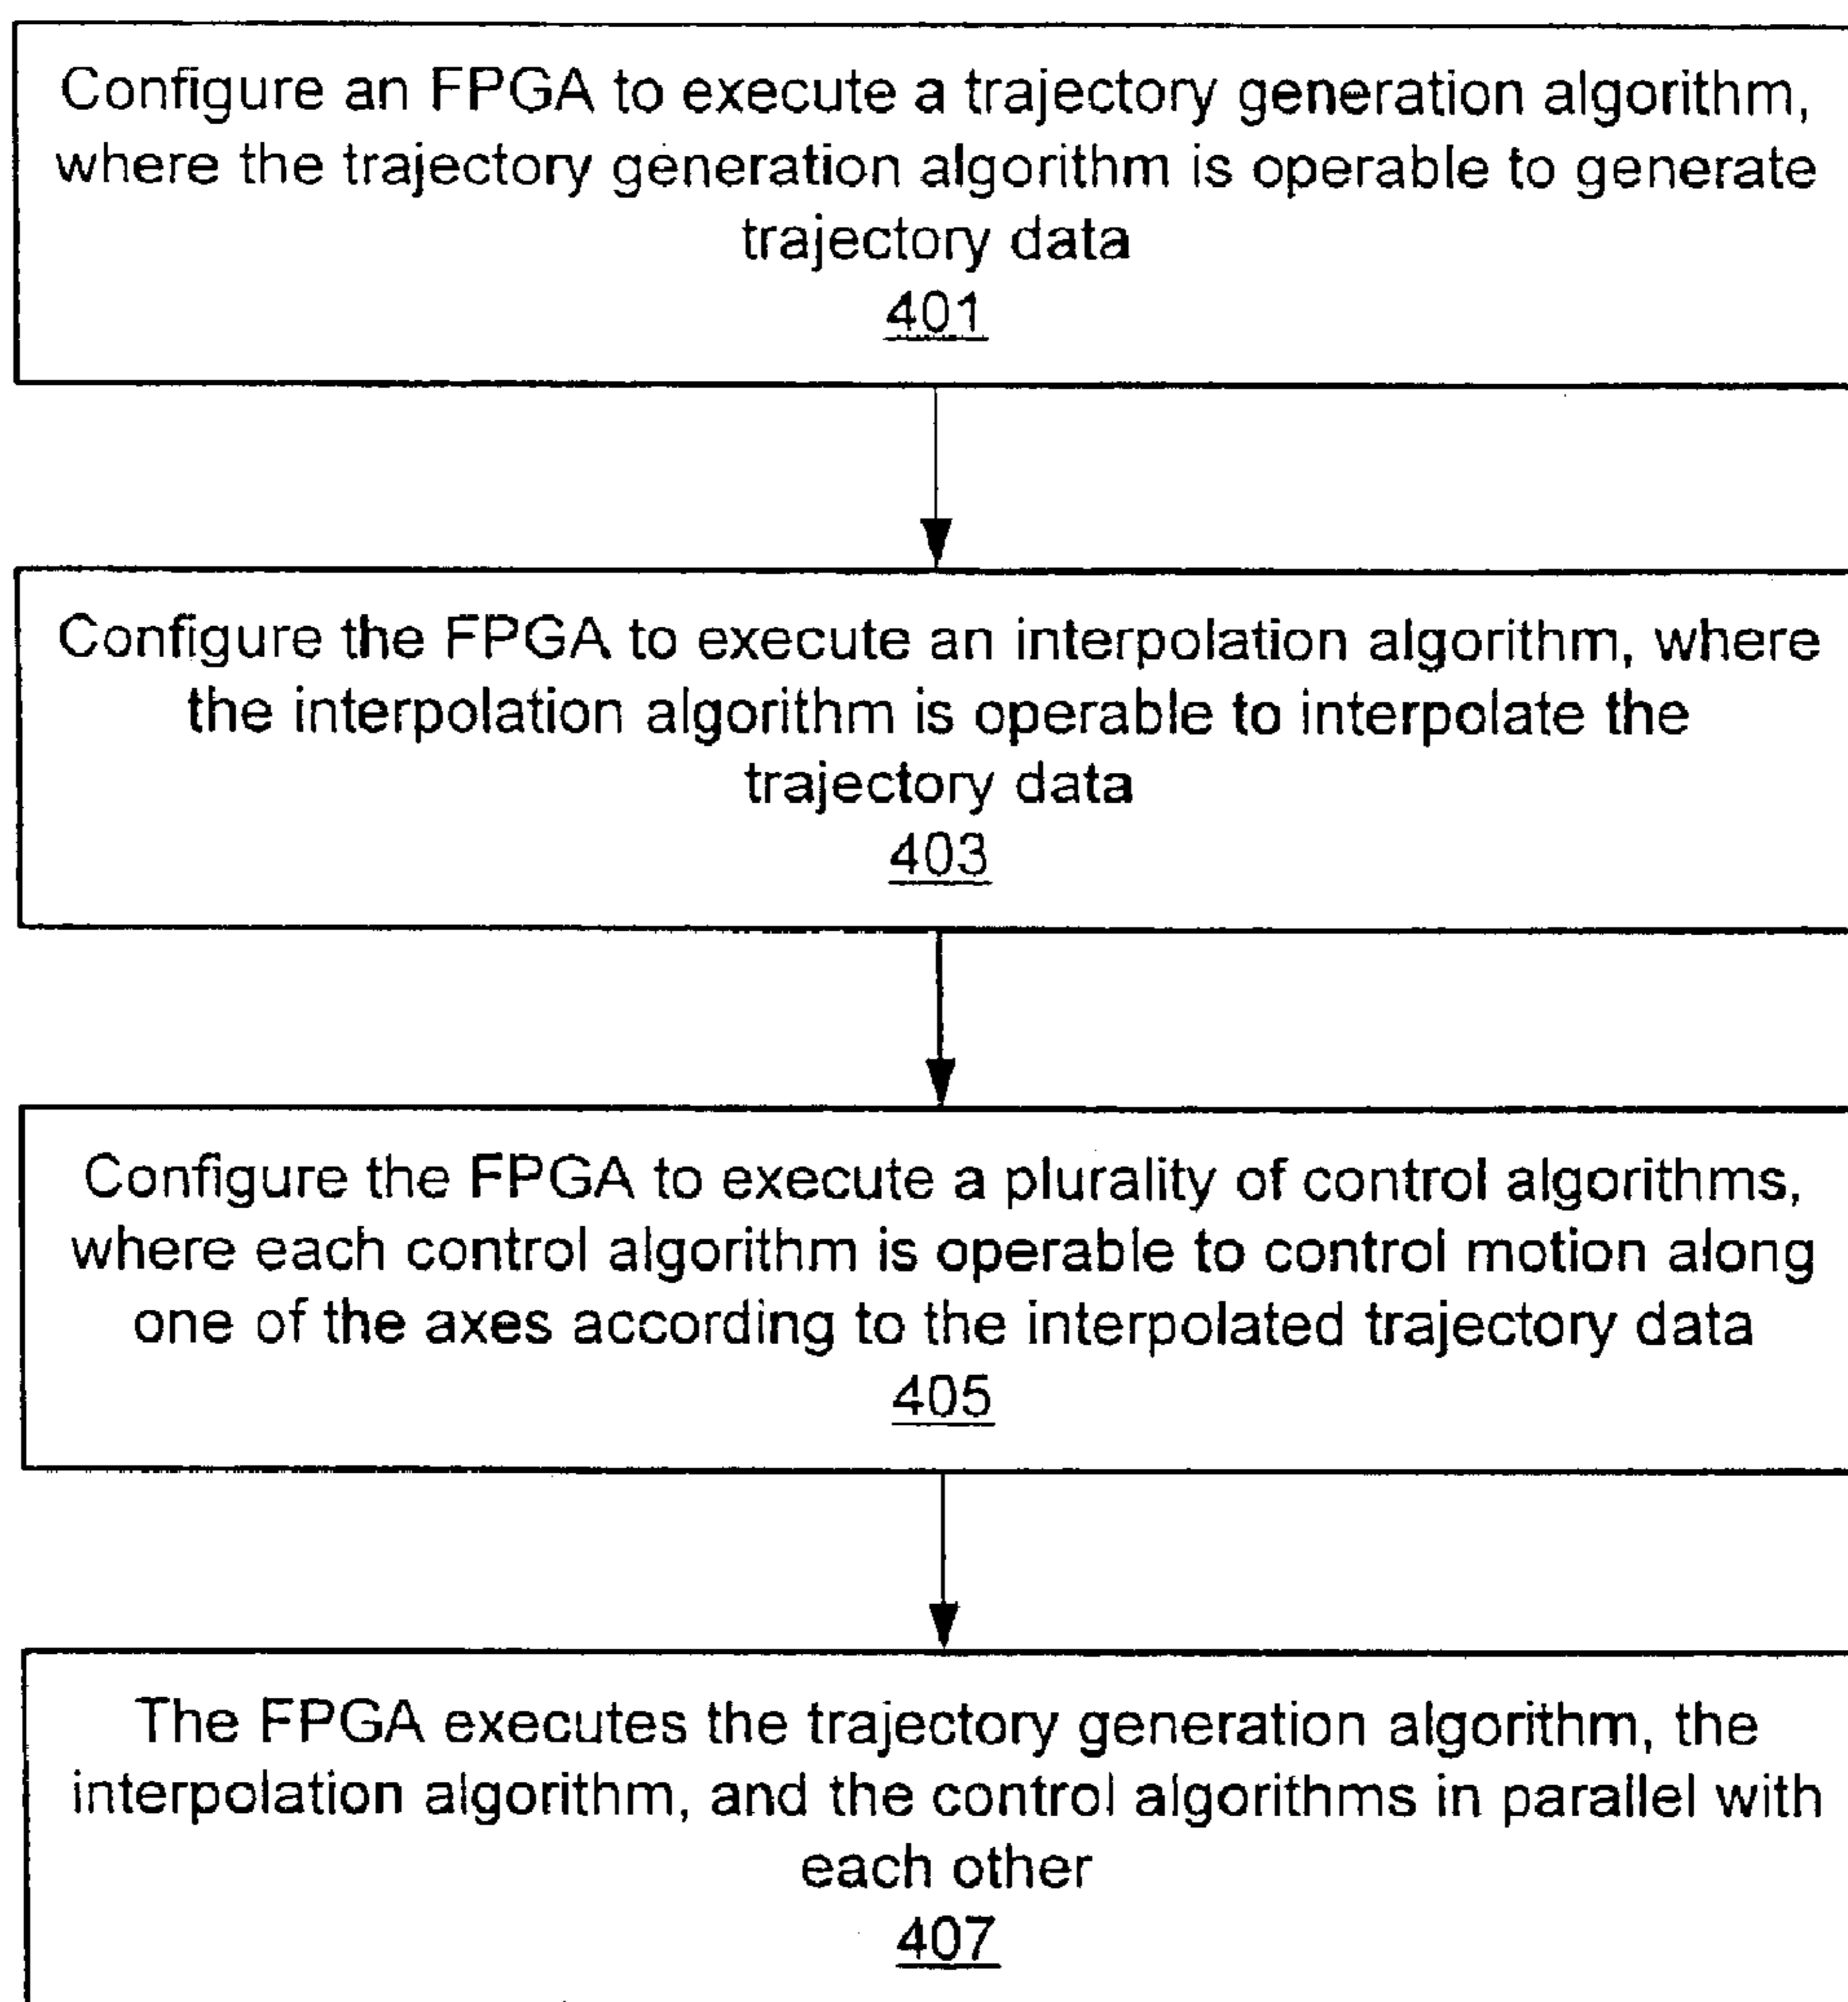 Configure an FPGA to execute a trajectory generation algorithm,
where the trajectory generation algorithm is operable to generate
trajectory data
401
Configure the FPGA to execute an interpolation algorithm, where
the interpolation algorithm is operable to interpolate the
trajectory data
403
Configure the FPGA to execute a plurality of control algorithms,
where each control algorithm is operable to control motion along
one of the axes according to the interpolated trajectory data
405
The FPGA executes the trajectory generation algorithm, the
interpolation algorithm, and the control algorithms in parallel with
each other
407